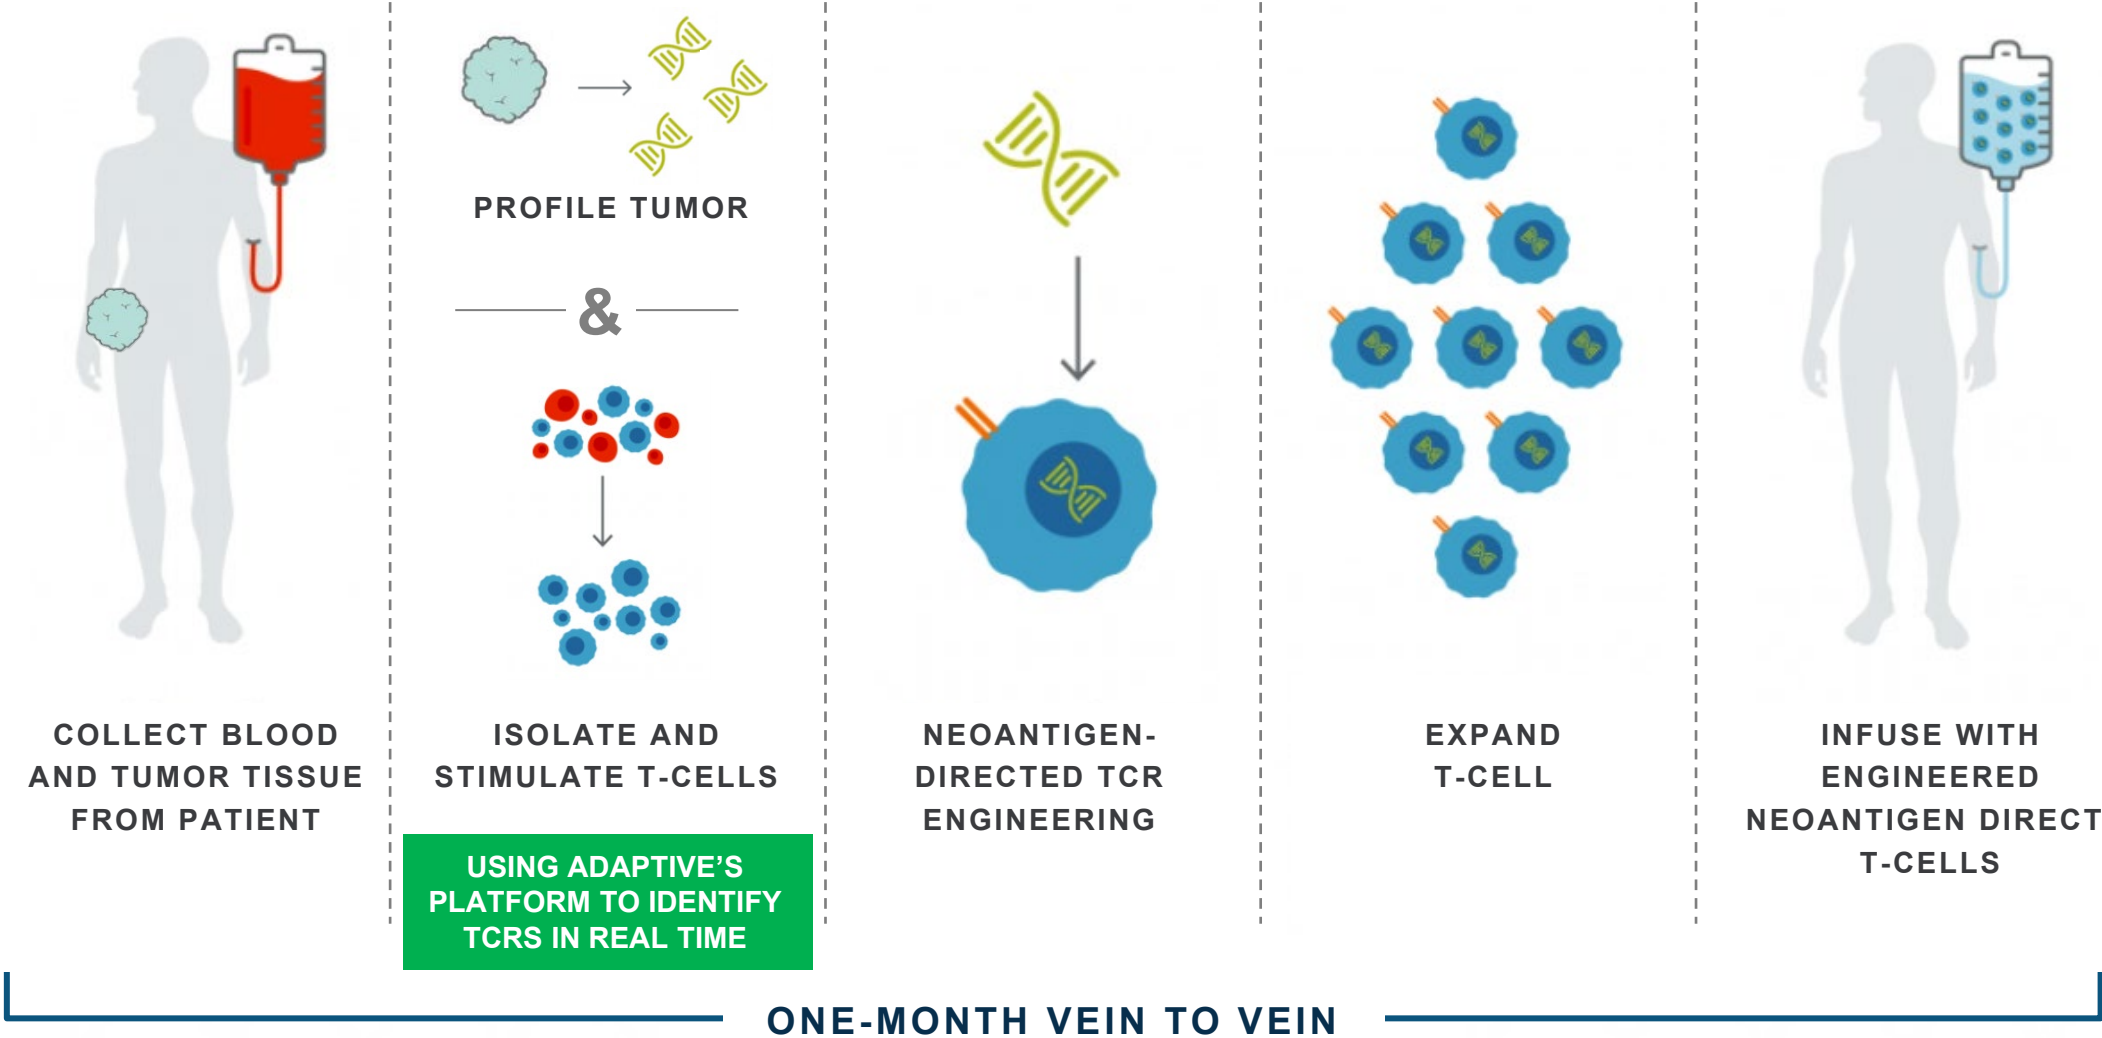 PROFILE TUMOR
&
COLLECT BLOOD
AND TUMOR TISSUE
FROM PATIENT
ISOLATE AND
STIMULATE T-CELLS
USING ADAPTIVE’S
PLATFORM TO IDENTIFY
TCRS IN REAL TIME
NEOANTIGEN-
DIRECTED TCR
ENGINEERING
EXPAND
T-CELL
INFUSE WITH
ENGINEERED
NEOANTIGEN DIRECT
T-CELLS
ONE-MONTH VEIN TO VEIN